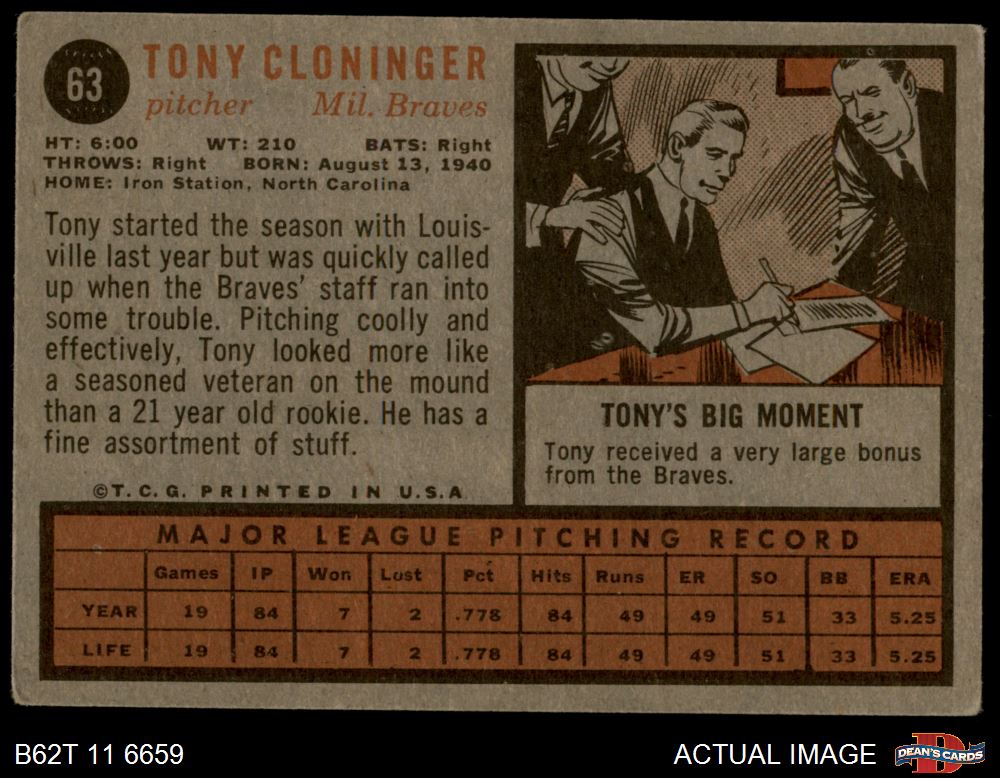 63
TONY CLONINGER
pitcher Mil. Braves
HT: 6:00 WT: 210 BATS: Right
THROWS: Right BORN: August 13, 1940
HOME: Iron Station, North Carolina
Tony started the season with Louis-
ville last year but was quickly called
up when the Braves' staff ran into
some trouble. Pitching coolly and
effectively, Tony looked more like
a seasoned veteran on the mound
than a 21 year old rookie. He has a
fine assortment of stuff.
©T.C.G. PRINTED IN U.S.A
TONY'S BIG MOMENT
Tony received a very large bonus
from the Braves.
MAJOR LEAGUE PITCHING RECORD
Games IP Won Lost Pct Hits Runs ER SO BB ERA
YEAR 19 84 7 2 .778 84 49 49 51 33 5.25
LIFE 19 84 7 2 .778 84 49 49 51 33 5.25
B62T 11 6659
ACTUAL IMAGE
DEAN'S CARDS